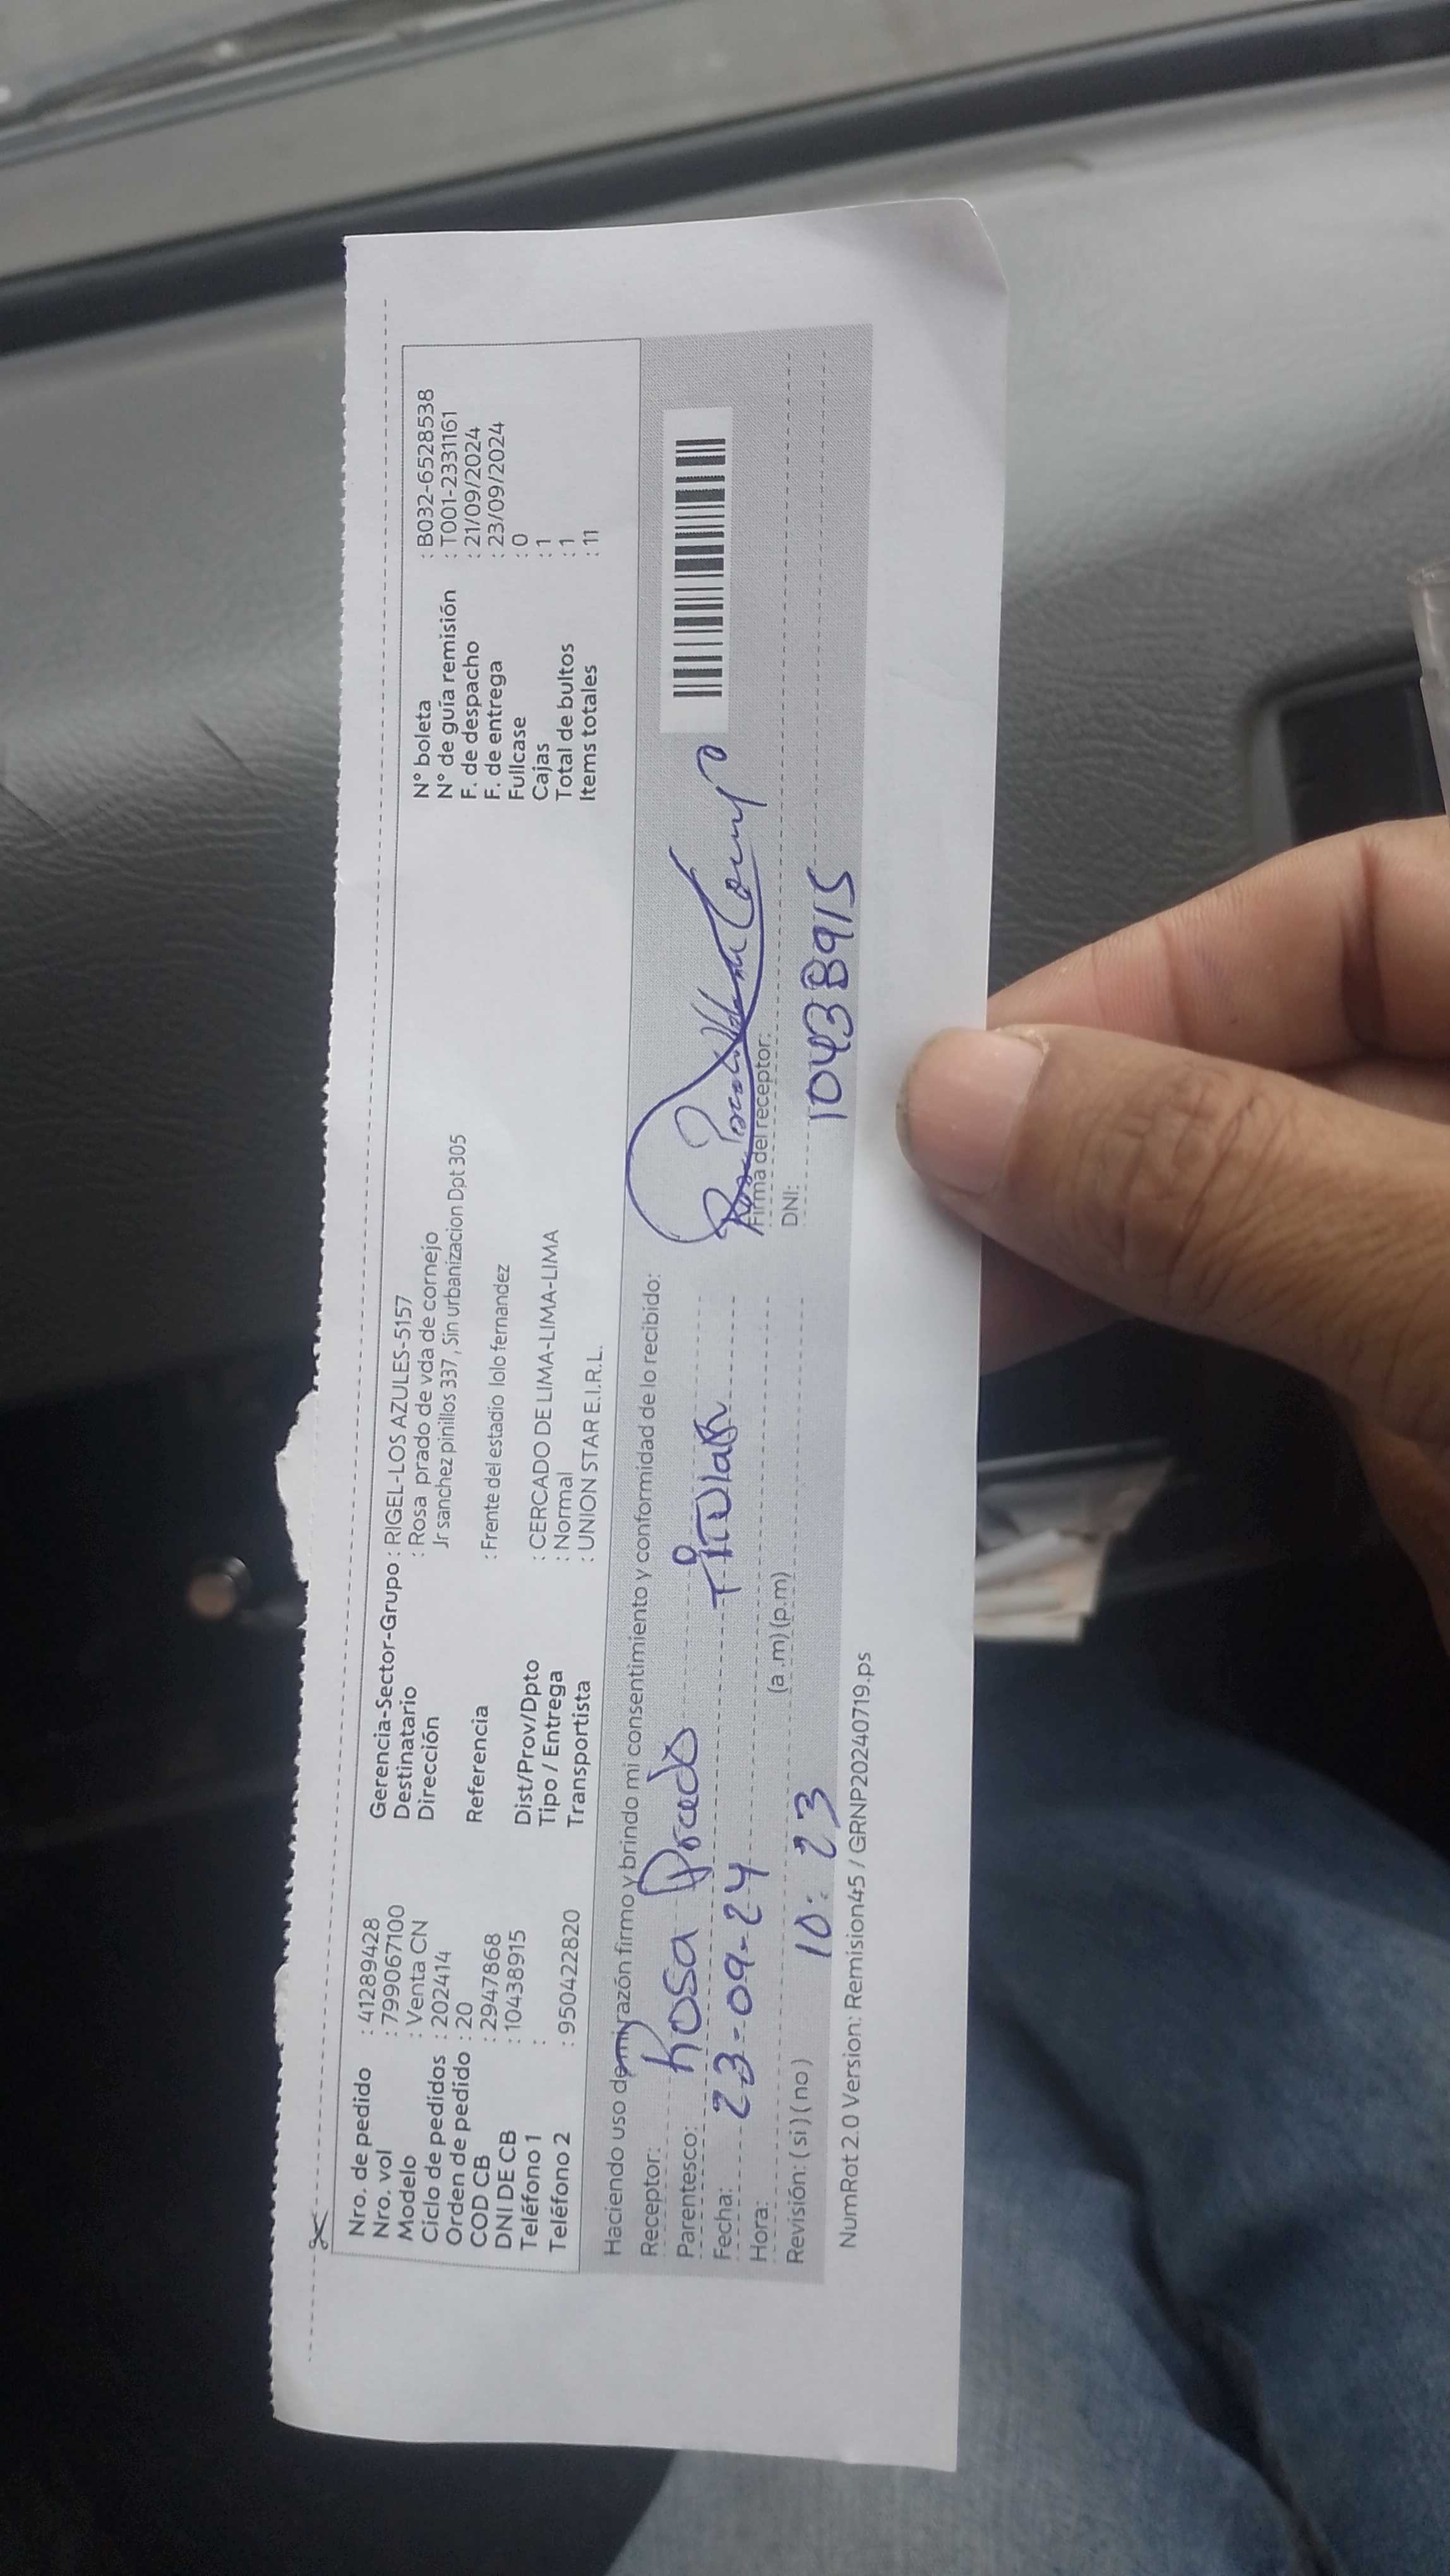 Nro. de pedido : 41289428
Nro. vol : 799067100
Modelo : Venta CN
Ciclo de pedidos : 202414
Orden de pedido : 20
COD CB : 2947868
DNI DE CB : 10438915
Teléfono 1 :
Teléfono 2 : 950422820
Gerencia-Sector-Grupo : RIGEL-LOS AZULES-5157
Destinatario : Rosa prado de vda de cornejo
Dirección Jr sanchez pinillos 337 , Sin urbanizacion Dpt 305
Referencia : Frente del estadio lolo fernandez
Dist/Prov/Dpto : CERCADO DE LIMA-LIMA-LIMA
Tipo / Entrega : Normal
Transportista : UNION STAR E.I.R.L.
N° boleta : B032-6528538
N° de guía remisión : T001-2331161
F. de despacho : 21/09/2024
F. de entrega : 23/09/2024
Fullcase : 0
Cajas : 1
Total de bultos : 1
Items totales : 11
Haciendo uso de mi razón firmo y brindo mi consentimiento y conformidad de lo recibido:
Receptor: Rosa Prado
Parentesco: Titular
Fecha: 23-09-24
Hora: 10:23 (a.m) (p.m)
Revisión: ( si ) ( no )
Firma del receptor:
DNI: 10438915
NumRot 2.0 Version: Remision45 / GRNP20240719.ps